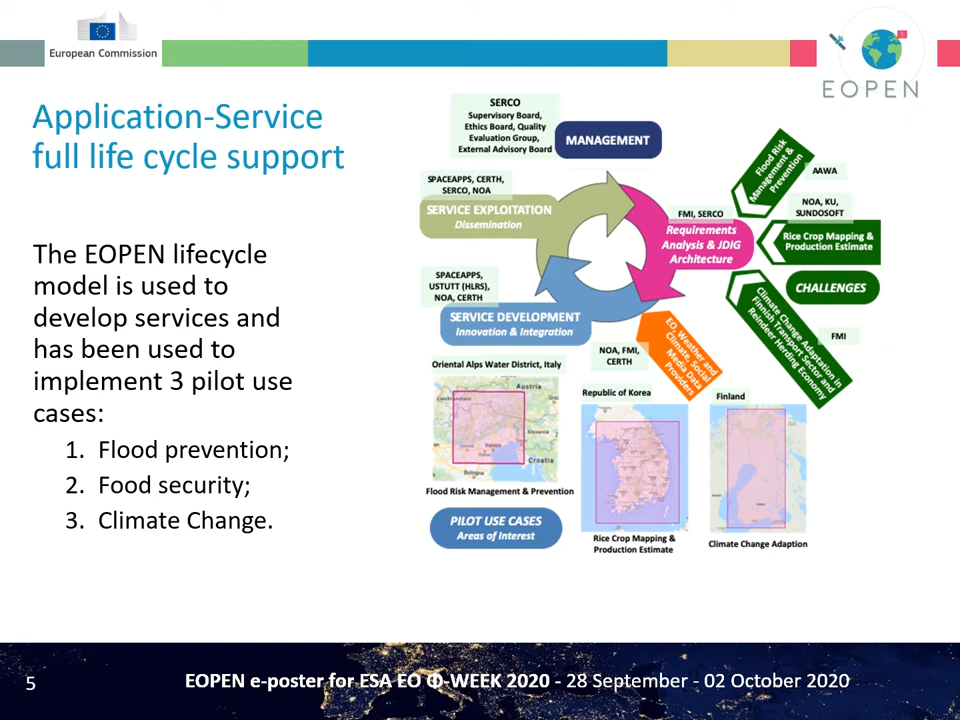 European Commission
EOPEN
Application-Service
full life cycle support
The EOPEN lifecycle
model is used to
develop services and
has been used to
implement 3 pilot use
cases:
1. Flood prevention;
2. Food security;
3. Climate Change.
SERCO
Supervisory Board,
Ethics Board, Quality
Evaluation Group,
External Advisory Board
MANAGEMENT
SPACEAPPS, CERTH,
SERCO, NOA
SERVICE EXPLOITATION
Dissemination
FMI, SERCO
Requirements
Analysis & JDIG
Architecture
Flood Risk
Management &
Prevention
AAWA
NOA, KU,
SUNDOSOFT
Rice Crop Mapping &
Production Estimate
CHALLENGES
Climate Change Adaptation in
Finnish Transport Sector and
Reindeer Herding Economy
FMI
SPACEAPPS,
USTUTT (HLRS),
NOA, CERTH
SERVICE DEVELOPMENT
Innovation & Integration
EO, Weather and
Climate, Social
Media Data
Providers
NOA, FMI,
CERTH
Oriental Alps Water District, Italy
Liechtenstein
Austria
Slovenia
Venice
Croatia
Bologna
Flood Risk Management & Prevention
PILOT USE CASES
Areas of Interest
Republic of Korea
Rice Crop Mapping &
Production Estimate
Finland
Climate Change Adaption
5
EOPEN e-poster for ESA EO Φ-WEEK 2020 - 28 September - 02 October 2020